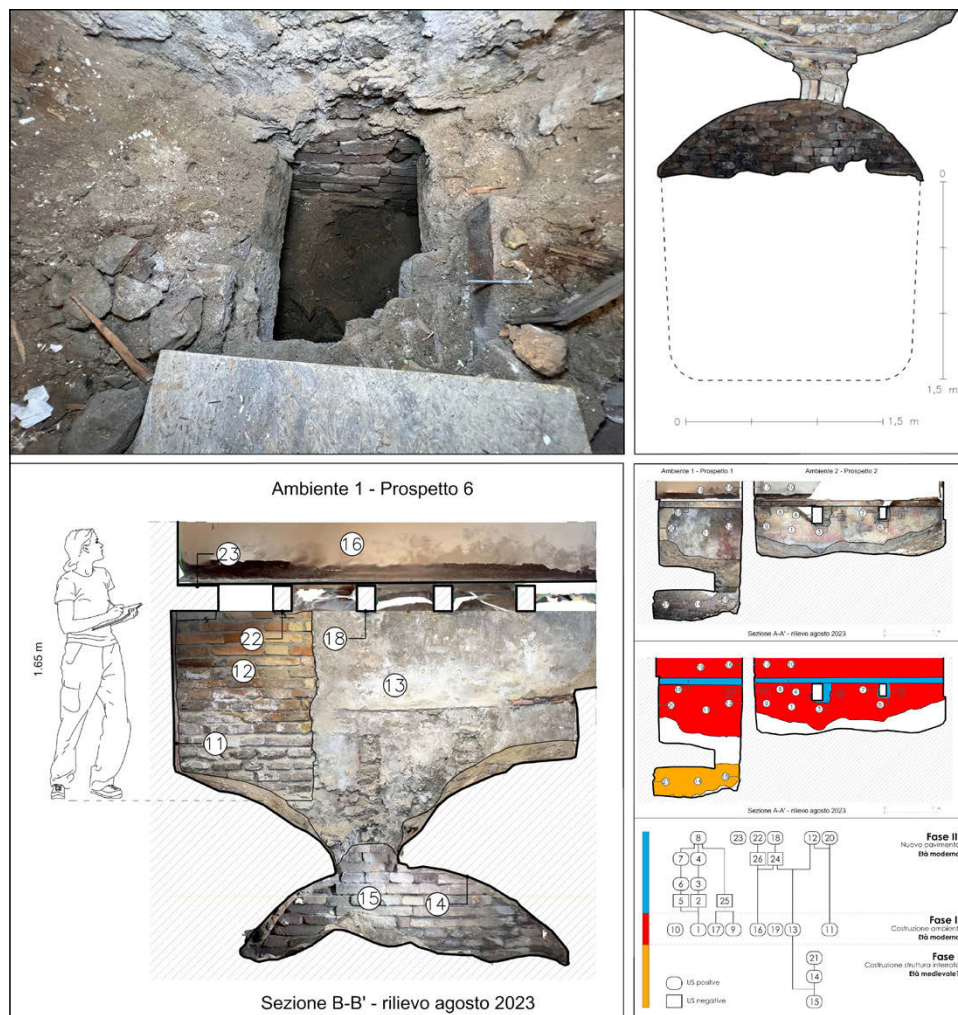 0
1,5 m
0
1,5 m
Ambiente 1 - Prospetto 6
1.65 m
23
16
22
18
12
13
11
15
14
Sezione B-B' - rilievo agosto 2023
Ambiente 1 - Prospetto 1
Ambiente 2 - Prospetto 2
Sezione A-A' - rilievo agosto 2023
Sezione A-A' - rilievo agosto 2023
8
23
22
18
12
20
Fase II
Nuovo pavimento
Età moderna
7
4
26
24
6
3
5
2
25
10
1
17
9
16
19
13
11
Fase I
Costruzione ambienti
Età moderna
21
14
15
Fase
Costruzione struttura interrata
Età medievale?
US positive
US negative